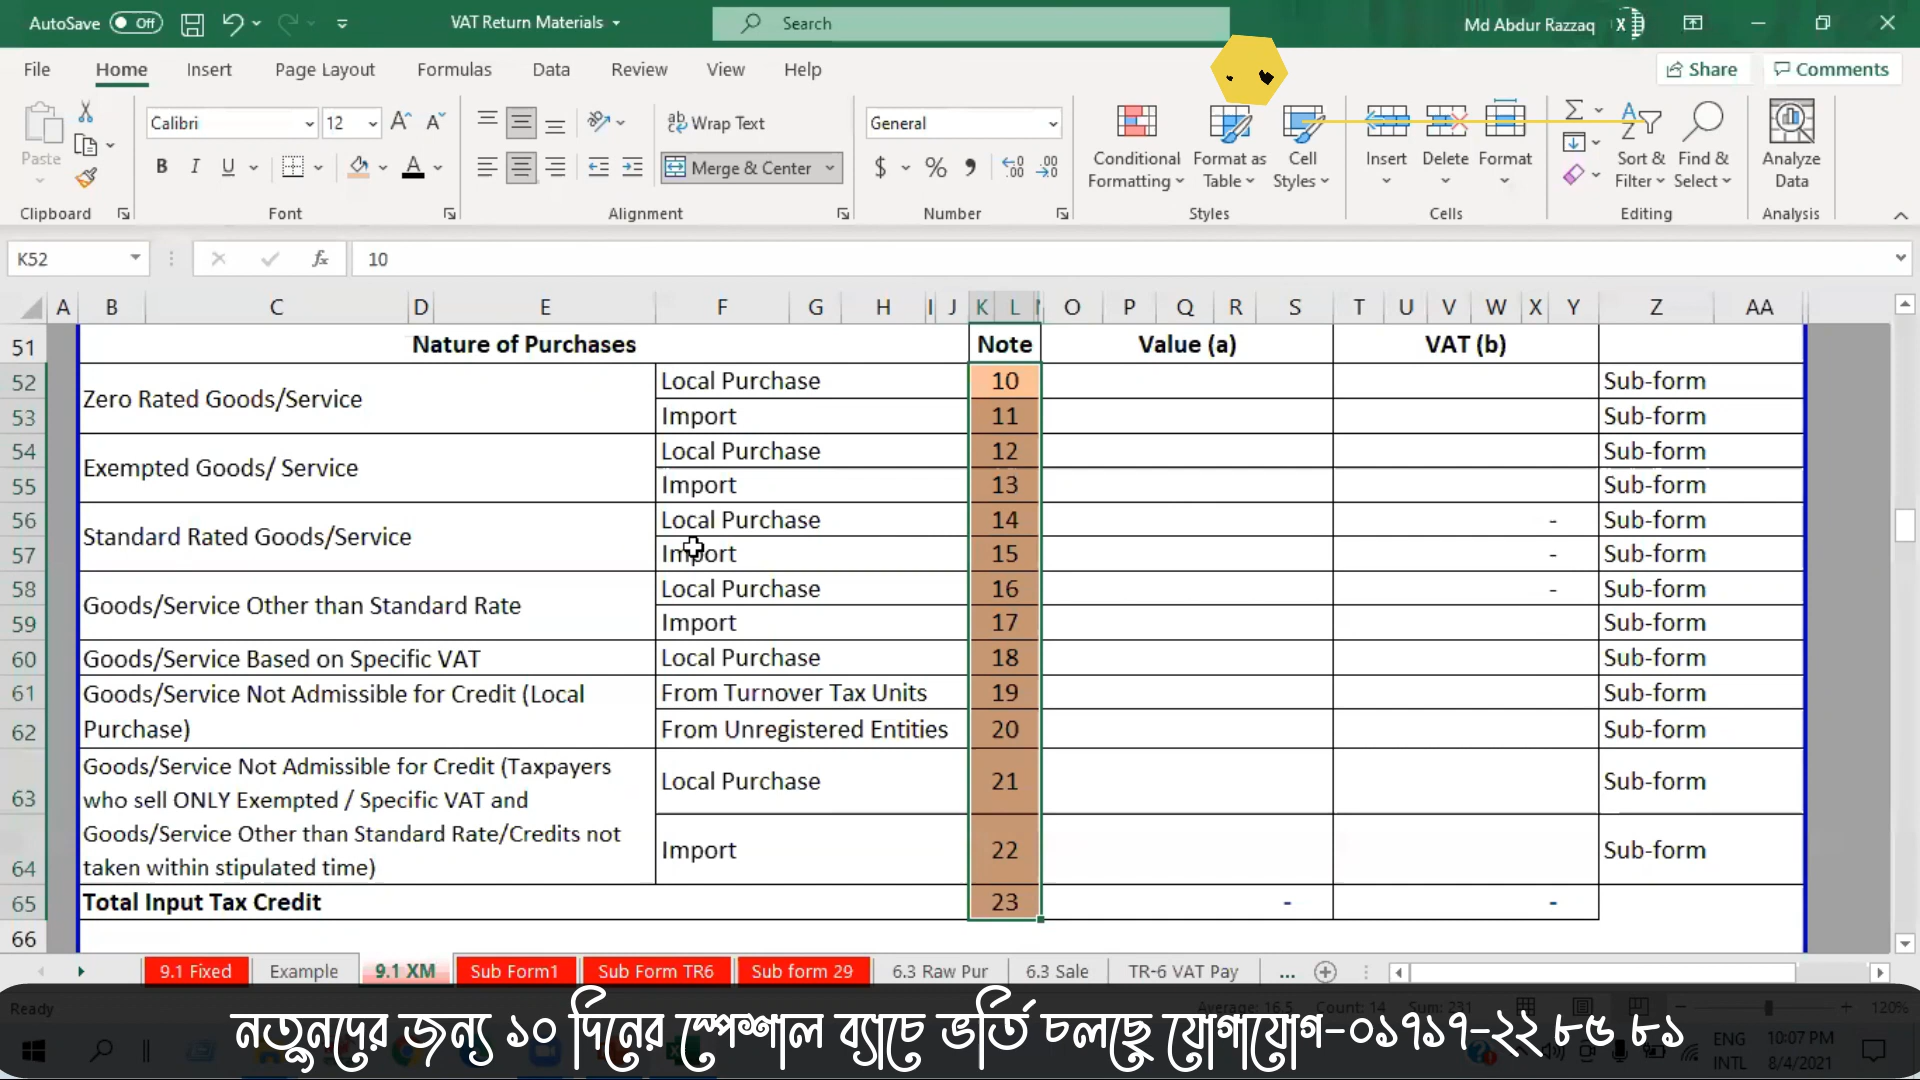 AutoSave Off VAT Return Materials Search Md Abdur Razzaq
File Home Insert Page Layout Formulas Data Review View Help Share Comments
Calibri 12 Wrap Text General
Paste B I U Merge & Center $ % Conditional Formatting Format as Table Cell Styles Insert Delete Format Sort & Filter Find & Select Analyze Data
Clipboard Font Alignment Number Styles Cells Editing Analysis
K52 fx 10
A B C D E F G H I J K L O P Q R S T U V W X Y Z AA
51 Nature of Purchases Note Value (a) VAT (b)
52 Zero Rated Goods/Service Local Purchase 10 Sub-form
53 Import 11 Sub-form
54 Exempted Goods/ Service Local Purchase 12 Sub-form
55 Import 13 Sub-form
56 Standard Rated Goods/Service Local Purchase 14 - Sub-form
57 Import 15 - Sub-form
58 Goods/Service Other than Standard Rate Local Purchase 16 - Sub-form
59 Import 17 Sub-form
60 Goods/Service Based on Specific VAT Local Purchase 18 Sub-form
61 Goods/Service Not Admissible for Credit (Local From Turnover Tax Units 19 Sub-form
62 Purchase) From Unregistered Entities 20 Sub-form
Goods/Service Not Admissible for Credit (Taxpayers
63 who sell ONLY Exempted / Specific VAT and Local Purchase 21 Sub-form
Goods/Service Other than Standard Rate/Credits not
64 taken within stipulated time) Import 22 Sub-form
65 Total Input Tax Credit 23 - -
66
9.1 Fixed Example 9.1 XM Sub Form1 Sub Form TR6 Sub form 29 6.3 Raw Pur 6.3 Sale TR-6 VAT Pay ...
Ready Average: 16.5 Count: 14 Sum: 231 120%
নতুনদের জন্য ১০ দিনের স্পেশাল ব্যাচে ভর্তি চলছে যোগাযোগ-০১৭১৭-২২ ৮৫ ৮১
ENG 10:07 PM
INTL 8/4/2021